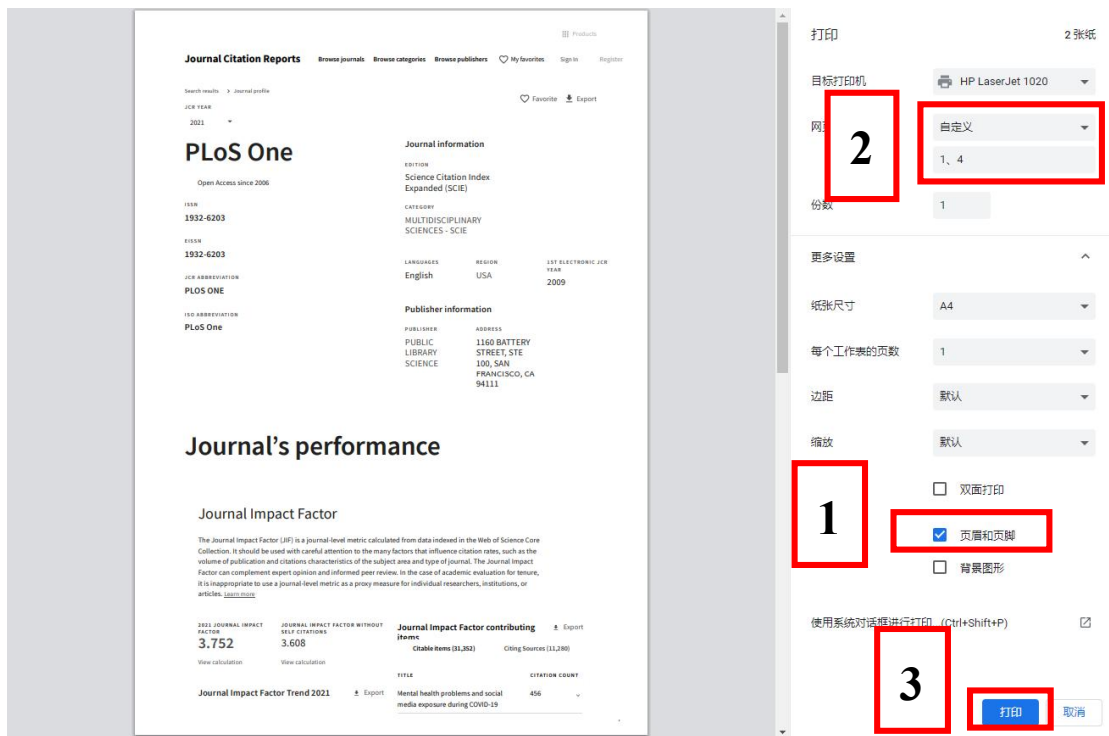 Products
Journal Citation Reports Browse journals Browse categories Browse publishers My favorites Sign In Register
Search results > Journal profile
Favorite Export
JCR YEAR
2021
PLoS One
Open Access since 2006
ISSN
1932-6203
EISSN
1932-6203
JCR ABBREVIATION
PLOS ONE
ISO ABBREVIATION
PLoS One
Journal information
EDITION
Science Citation Index
Expanded (SCIE)
CATEGORY
MULTIDISCIPLINARY
SCIENCES - SCIE
LANGUAGES REGION 1ST ELECTRONIC JCR
YEAR
English USA 2009
Publisher information
PUBLISHER ADDRESS
PUBLIC 1160 BATTERY
LIBRARY STREET, STE
SCIENCE 100, SAN
FRANCISCO, CA
94111
Journal's performance
Journal Impact Factor
The Journal Impact Factor (JIF) is a journal-level metric calculated from data indexed in the Web of Science Core
Collection. It should be used with careful attention to the many factors that influence citation rates, such as the
volume of publication and citations characteristics of the subject area and type of journal. The Journal Impact
Factor can complement expert opinion and informed peer review. In the case of academic evaluation for tenure,
it is inappropriate to use a journal-level metric as a proxy measure for individual researchers, institutions, or
articles. Learn more
2021 JOURNAL IMPACT
FACTOR
3.752
View calculation
JOURNAL IMPACT FACTOR WITHOUT
SELF CITATIONS
3.608
View calculation
Journal Impact Factor Trend 2021 Export
Journal Impact Factor contributing Export
items
Citable items (31,352) Citing Sources (11,280)
TITLE CITATION COUNT
Mental health problems and social 456
media exposure during COVID-19
打印 2 张纸
目标打印机 HP LaserJet 1020
网 自定义
2
1、4
份数 1
更多设置
纸张尺寸 A4
每个工作表的页数 1
边距 默认
缩放 默认
1
双面打印
页眉和页脚
背景图形
使用系统对话框进行打印 (Ctrl+Shift+P)
3
打印 取消